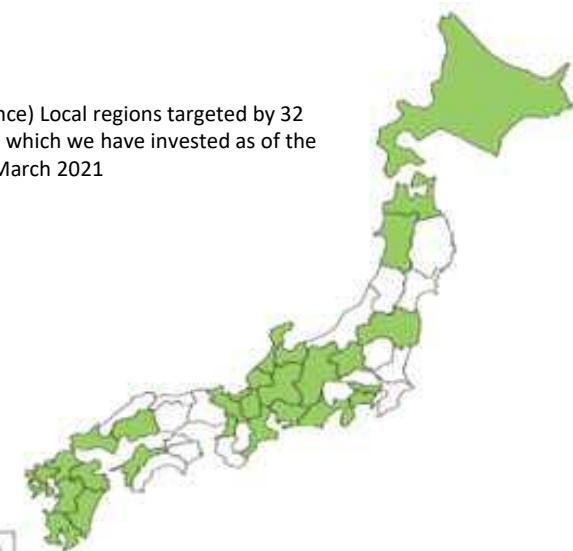 nce) Local regions targeted by 32
which we have invested as of the
March 2021